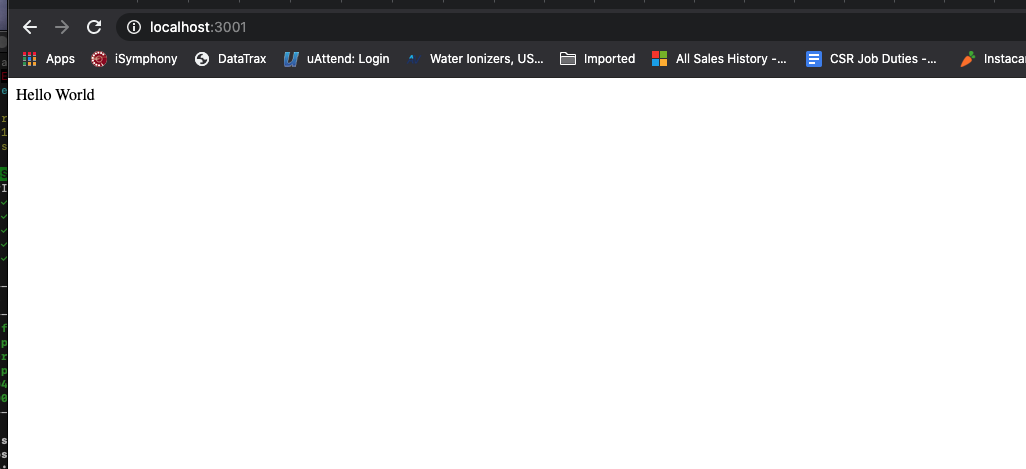 localhost:3001
Apps iSymphony DataTrax uAttend: Login Water Ionizers, US... Imported All Sales History -... CSR Job Duties -... Instacar
Hello World